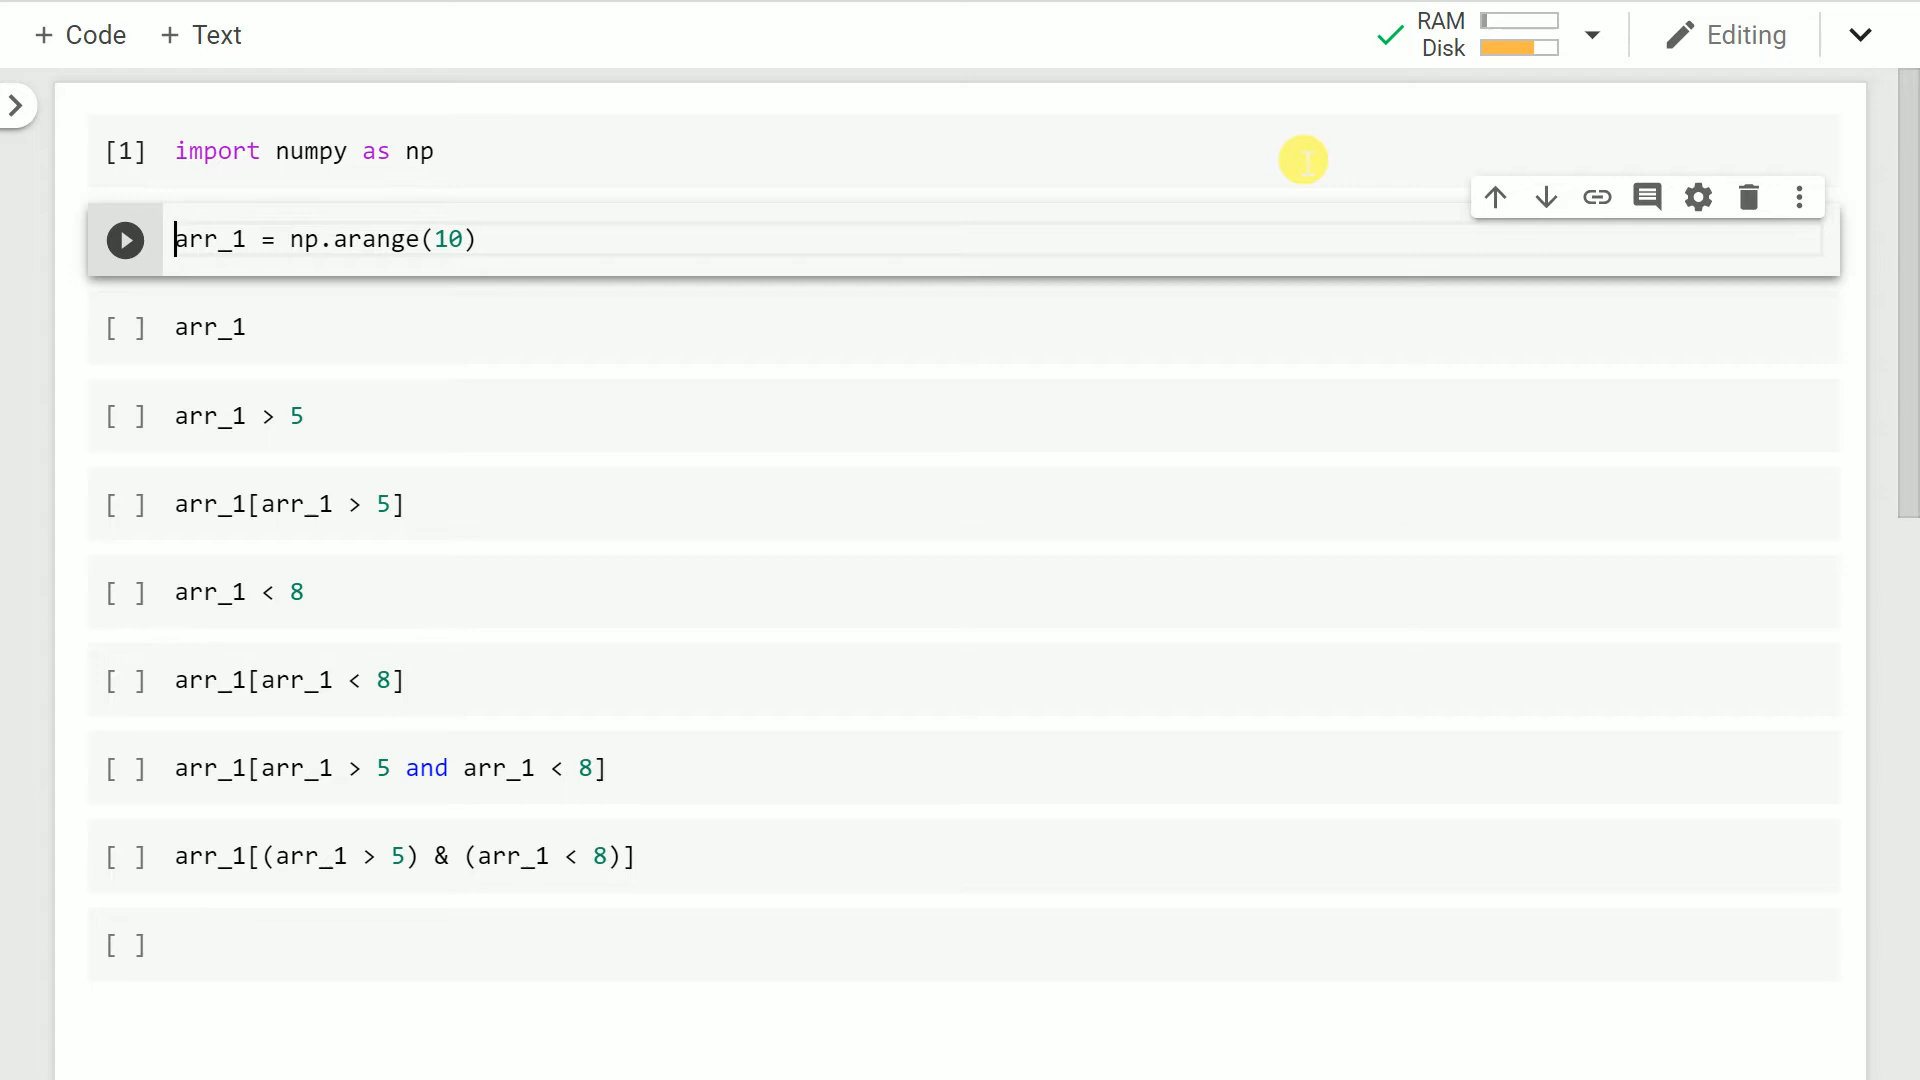 + Code + Text
RAM
Disk
Editing
[1] import numpy as np
arr_1 = np.arange(10)
[ ] arr_1
[ ] arr_1 > 5
[ ] arr_1[arr_1 > 5]
[ ] arr_1 < 8
[ ] arr_1[arr_1 < 8]
[ ] arr_1[arr_1 > 5 and arr_1 < 8]
[ ] arr_1[(arr_1 > 5) & (arr_1 < 8)]
[ ]